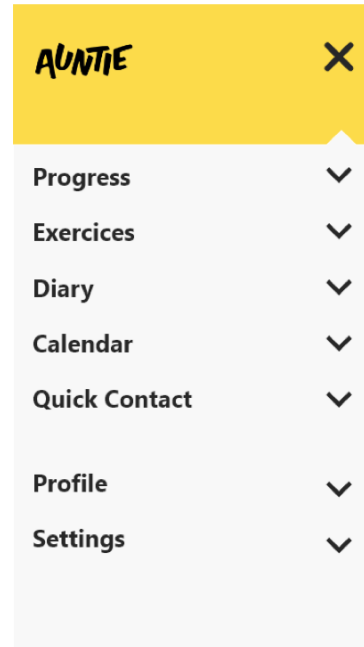 AUNTIE
Progress
Exercices
Diary
Calendar
Quick Contact
Profile
Settings